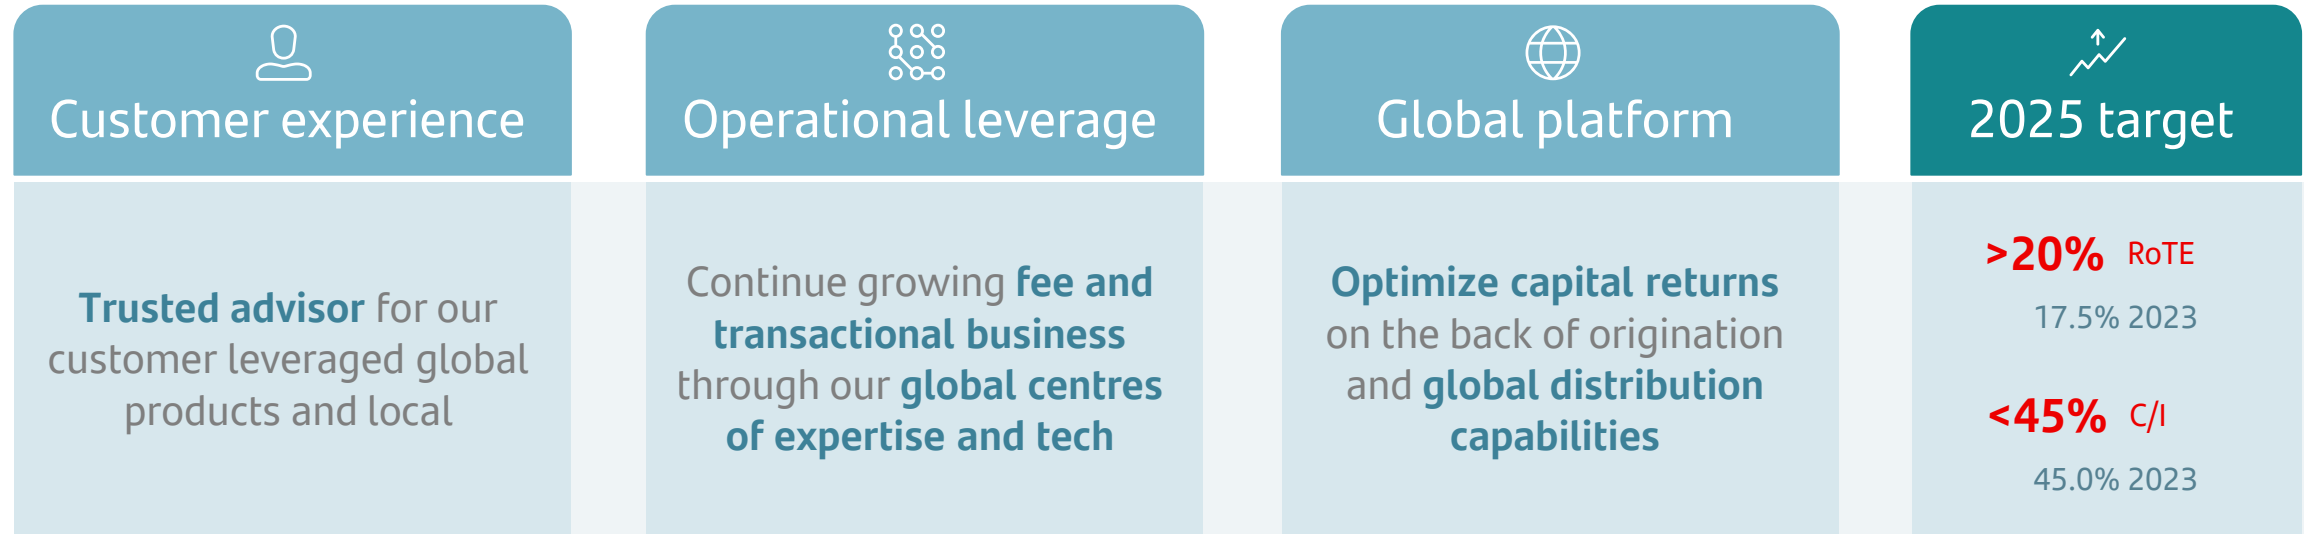 Customer experience
Trusted advisor for our
customer leveraged global
products and local
Operational leverage
Continue growing fee and
transactional business
through our global centres
of expertise and tech
Global platform
Optimize capital returns
on the back of origination
and global distribution
capabilities
2025 target
>20% RoTE
17.5% 2023
<45% C/I
45.0% 2023